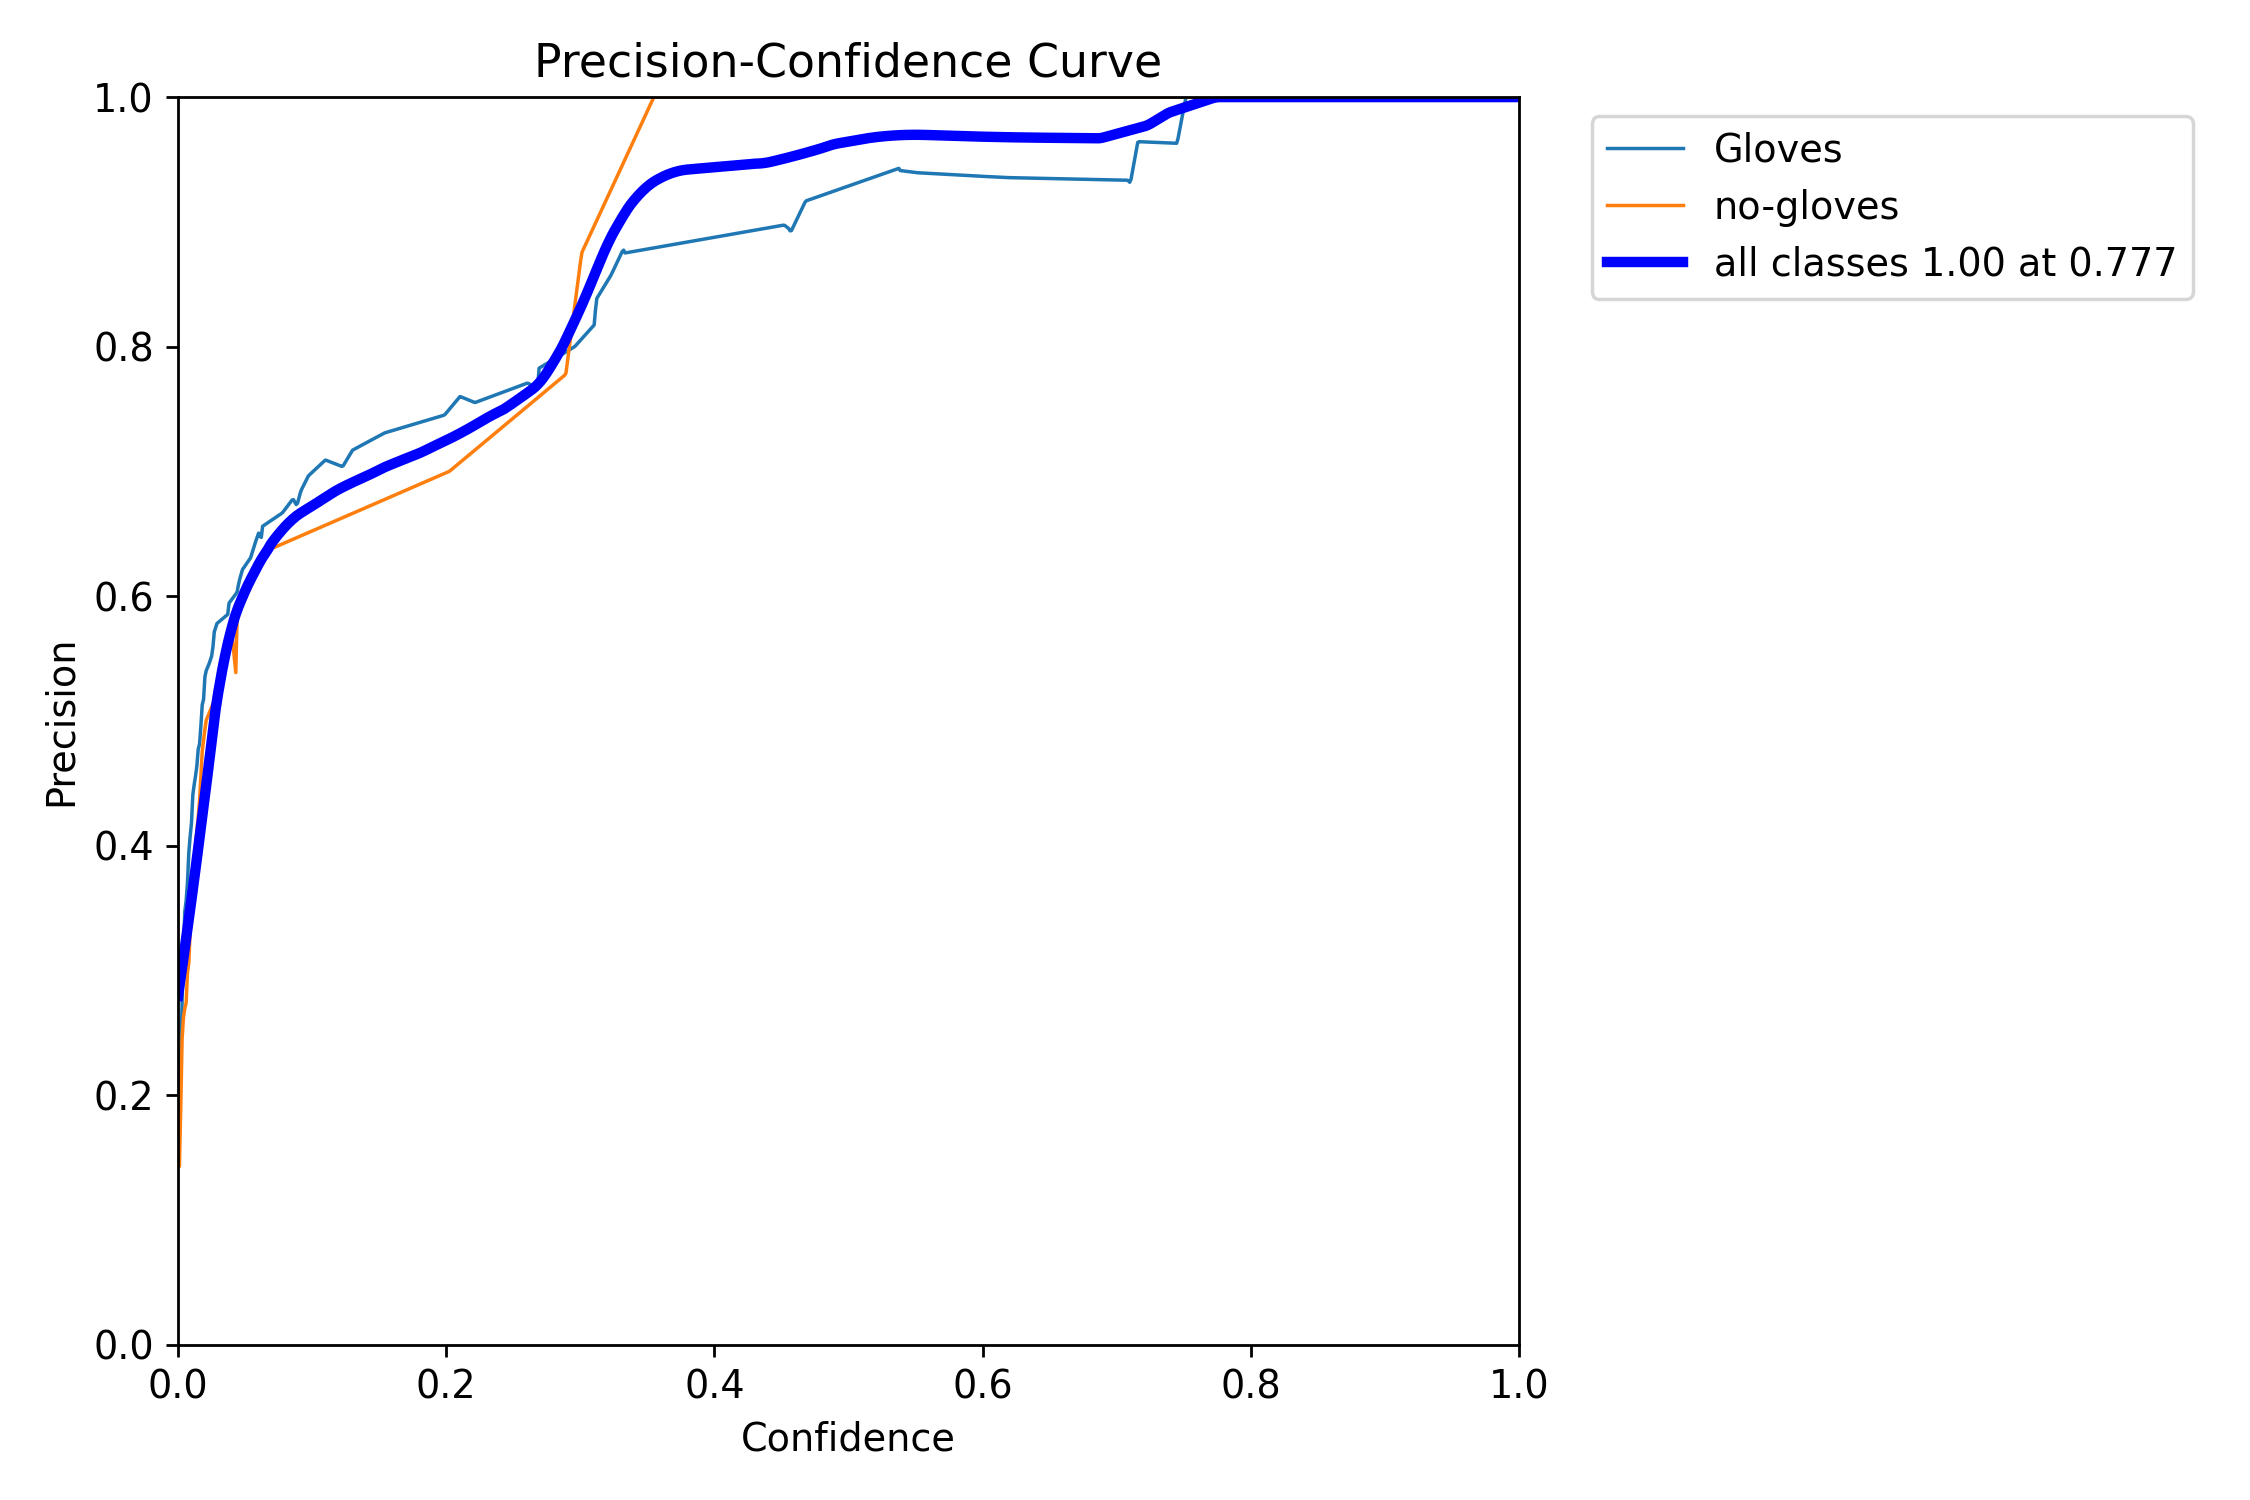 Precision-Confidence Curve
1.0
0.8
0.6
0.4
0.2
0.0
Precision
0.0 0.2 0.4 0.6 0.8 1.0
Confidence
Gloves
no-gloves
all classes 1.00 at 0.777